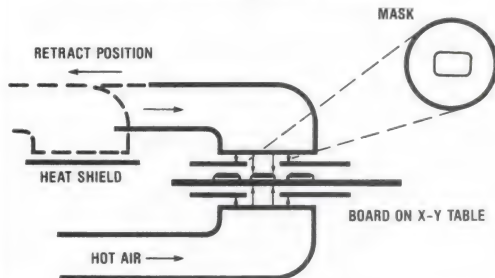 MASK
RETRACT POSITION
HEAT SHIELD
BOARD ON X-Y TABLE
HOT AIR